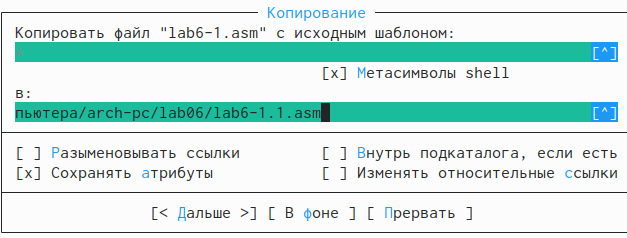 Копирование
Копировать файл "lab6-1.asm" с исходным шаблоном:
[^]
[x] Метасимволы shell
в:
пьютера/arch-pc/lab06/lab6-1.1.asm [^]
[ ] Разыменовывать ссылки [ ] Внутрь подкаталога, если есть
[x] Сохранять атрибуты [ ] Изменять относительные ссылки
[< Дальше >] [ В фоне ] [ Прервать ]